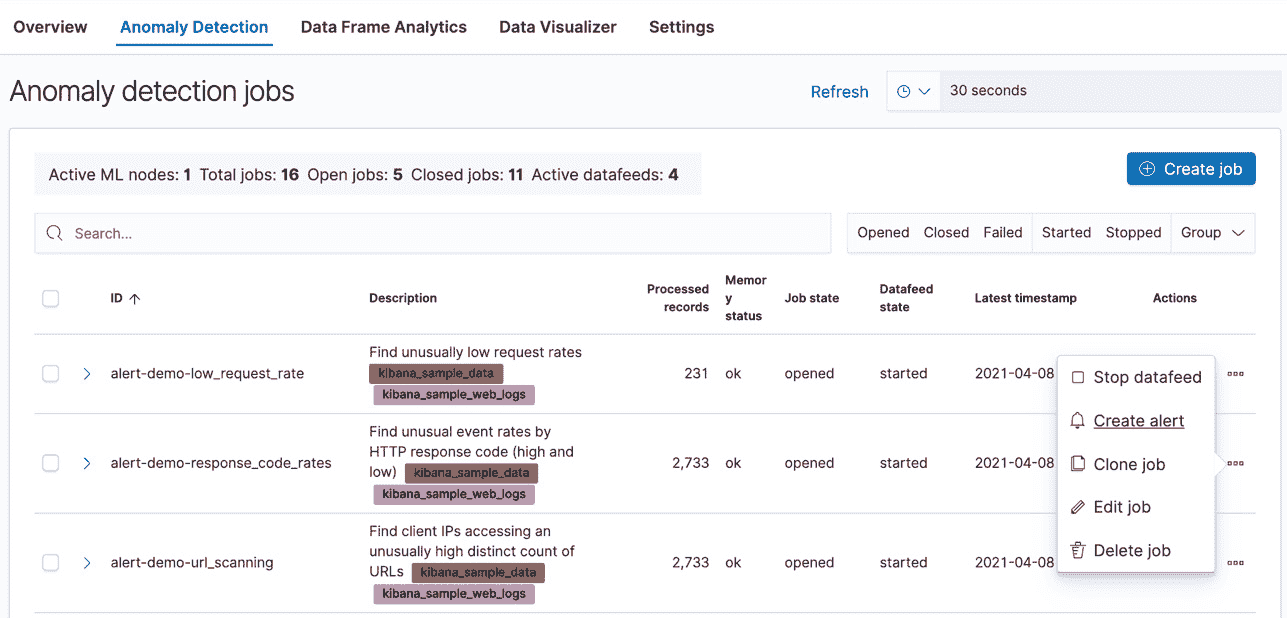 Overview Anomaly Detection Data Frame Analytics Data Visualizer Settings
Anomaly detection jobs Refresh 30 seconds
Active ML nodes: 1 Total jobs: 16 Open jobs: 5 Closed jobs: 11 Active datafeeds: 4 Create job
Search... Opened Closed Failed Started Stopped Group
ID Description Processed records Memory status Job state Datafeed state Latest timestamp Actions
Find unusually low request rates
alert-demo-low_request_rate kibana_sample_data 231 ok opened started 2021-04-08
kibana_sample_web_logs
Find unusual event rates by
HTTP response code (high and
alert-demo-response_code_rates low) kibana_sample_data 2,733 ok opened started 2021-04-08
kibana_sample_web_logs
Find client IPs accessing an
unusually high distinct count of
alert-demo-url_scanning URLs kibana_sample_data 2,733 ok opened started 2021-04-08
kibana_sample_web_logs
Stop datafeed
Create alert
Clone job
Edit job
Delete job